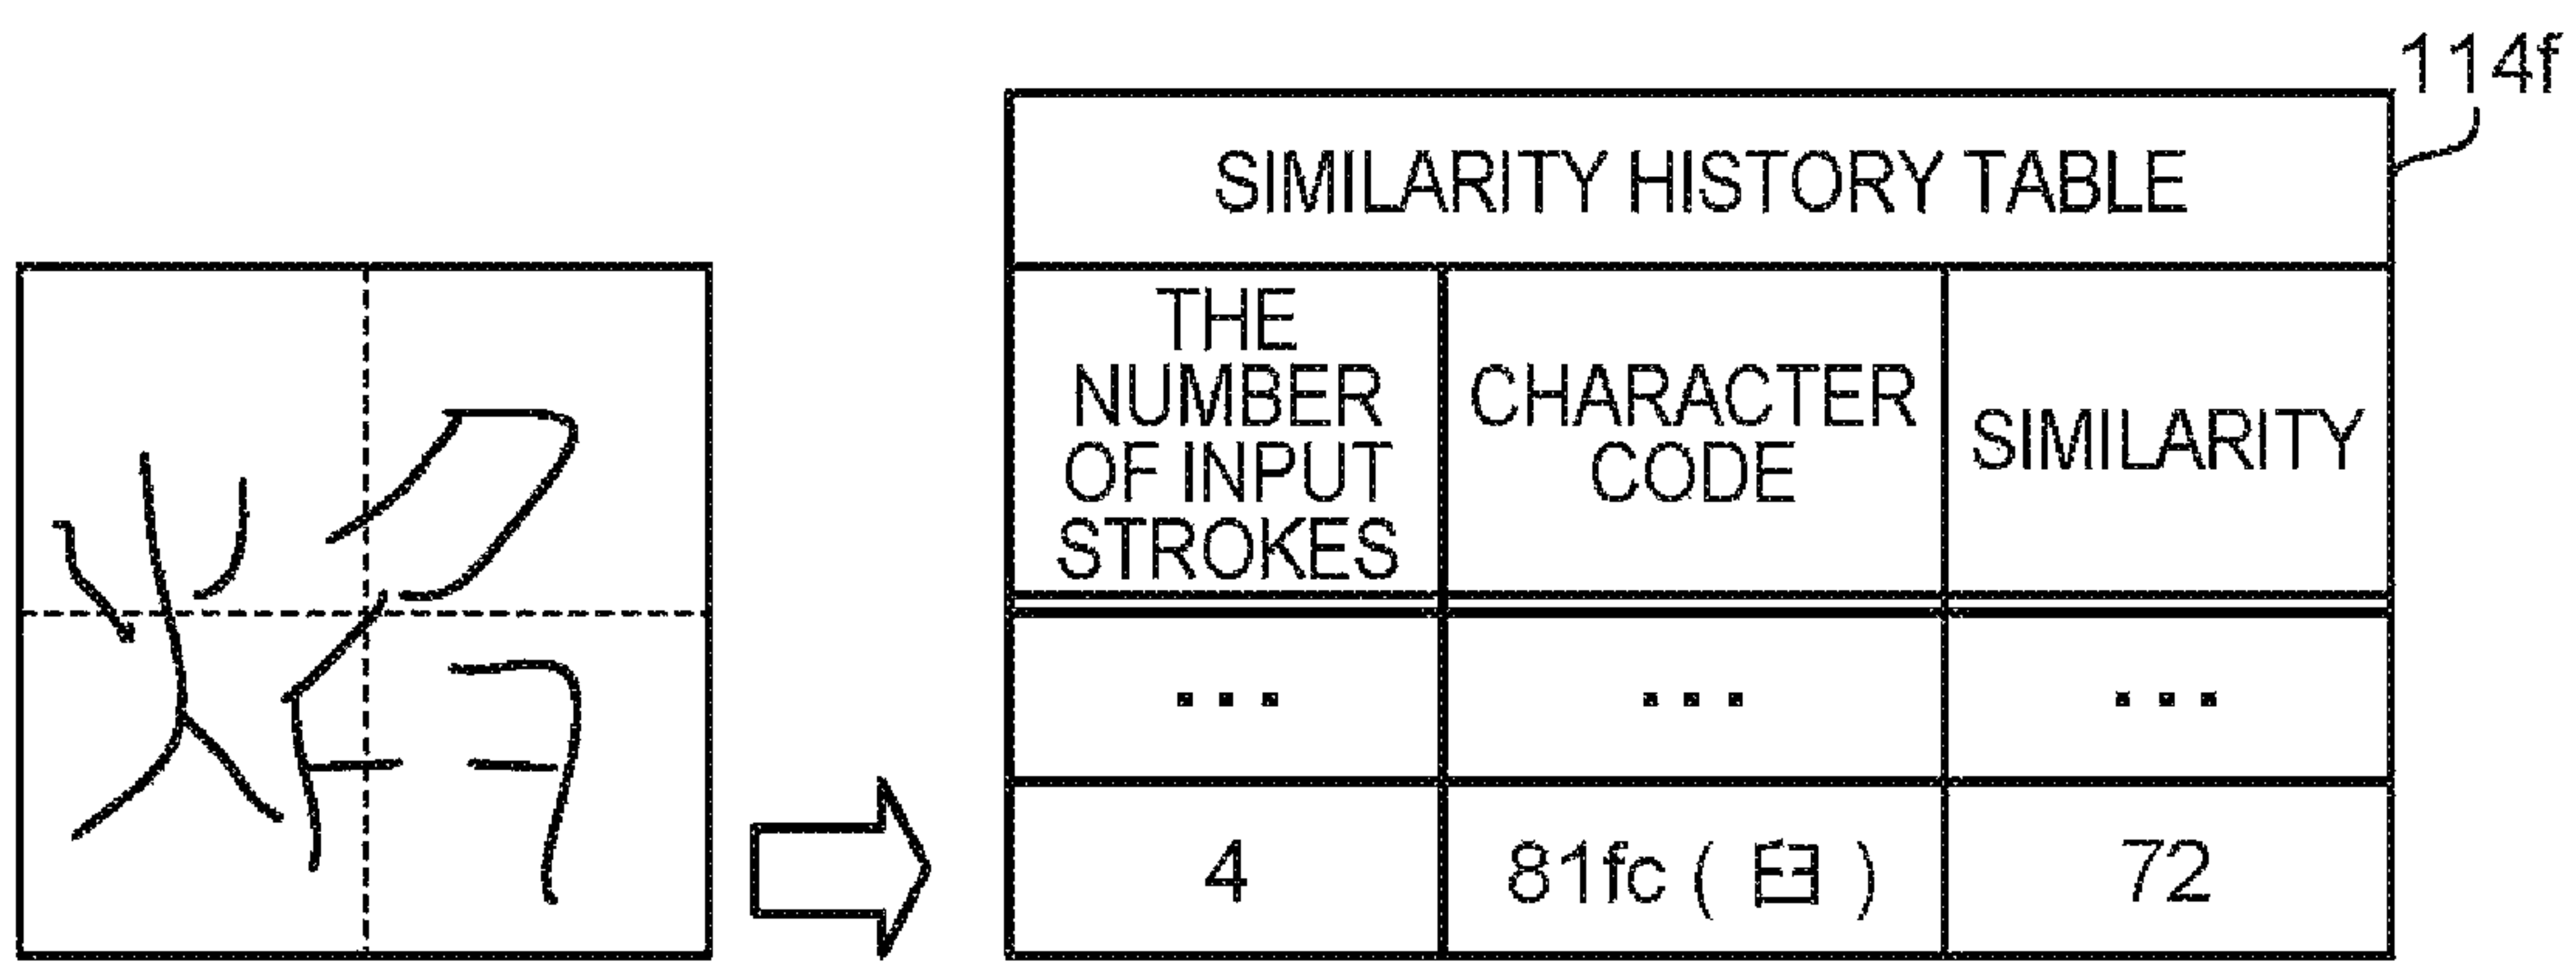 114f
SIMILARITY HISTORY TABLE
THE
NUMBER
OF INPUT
STROKES
CHARACTER
CODE
SIMILARITY
... ... ...
4 81fc ( 臼 ) 72